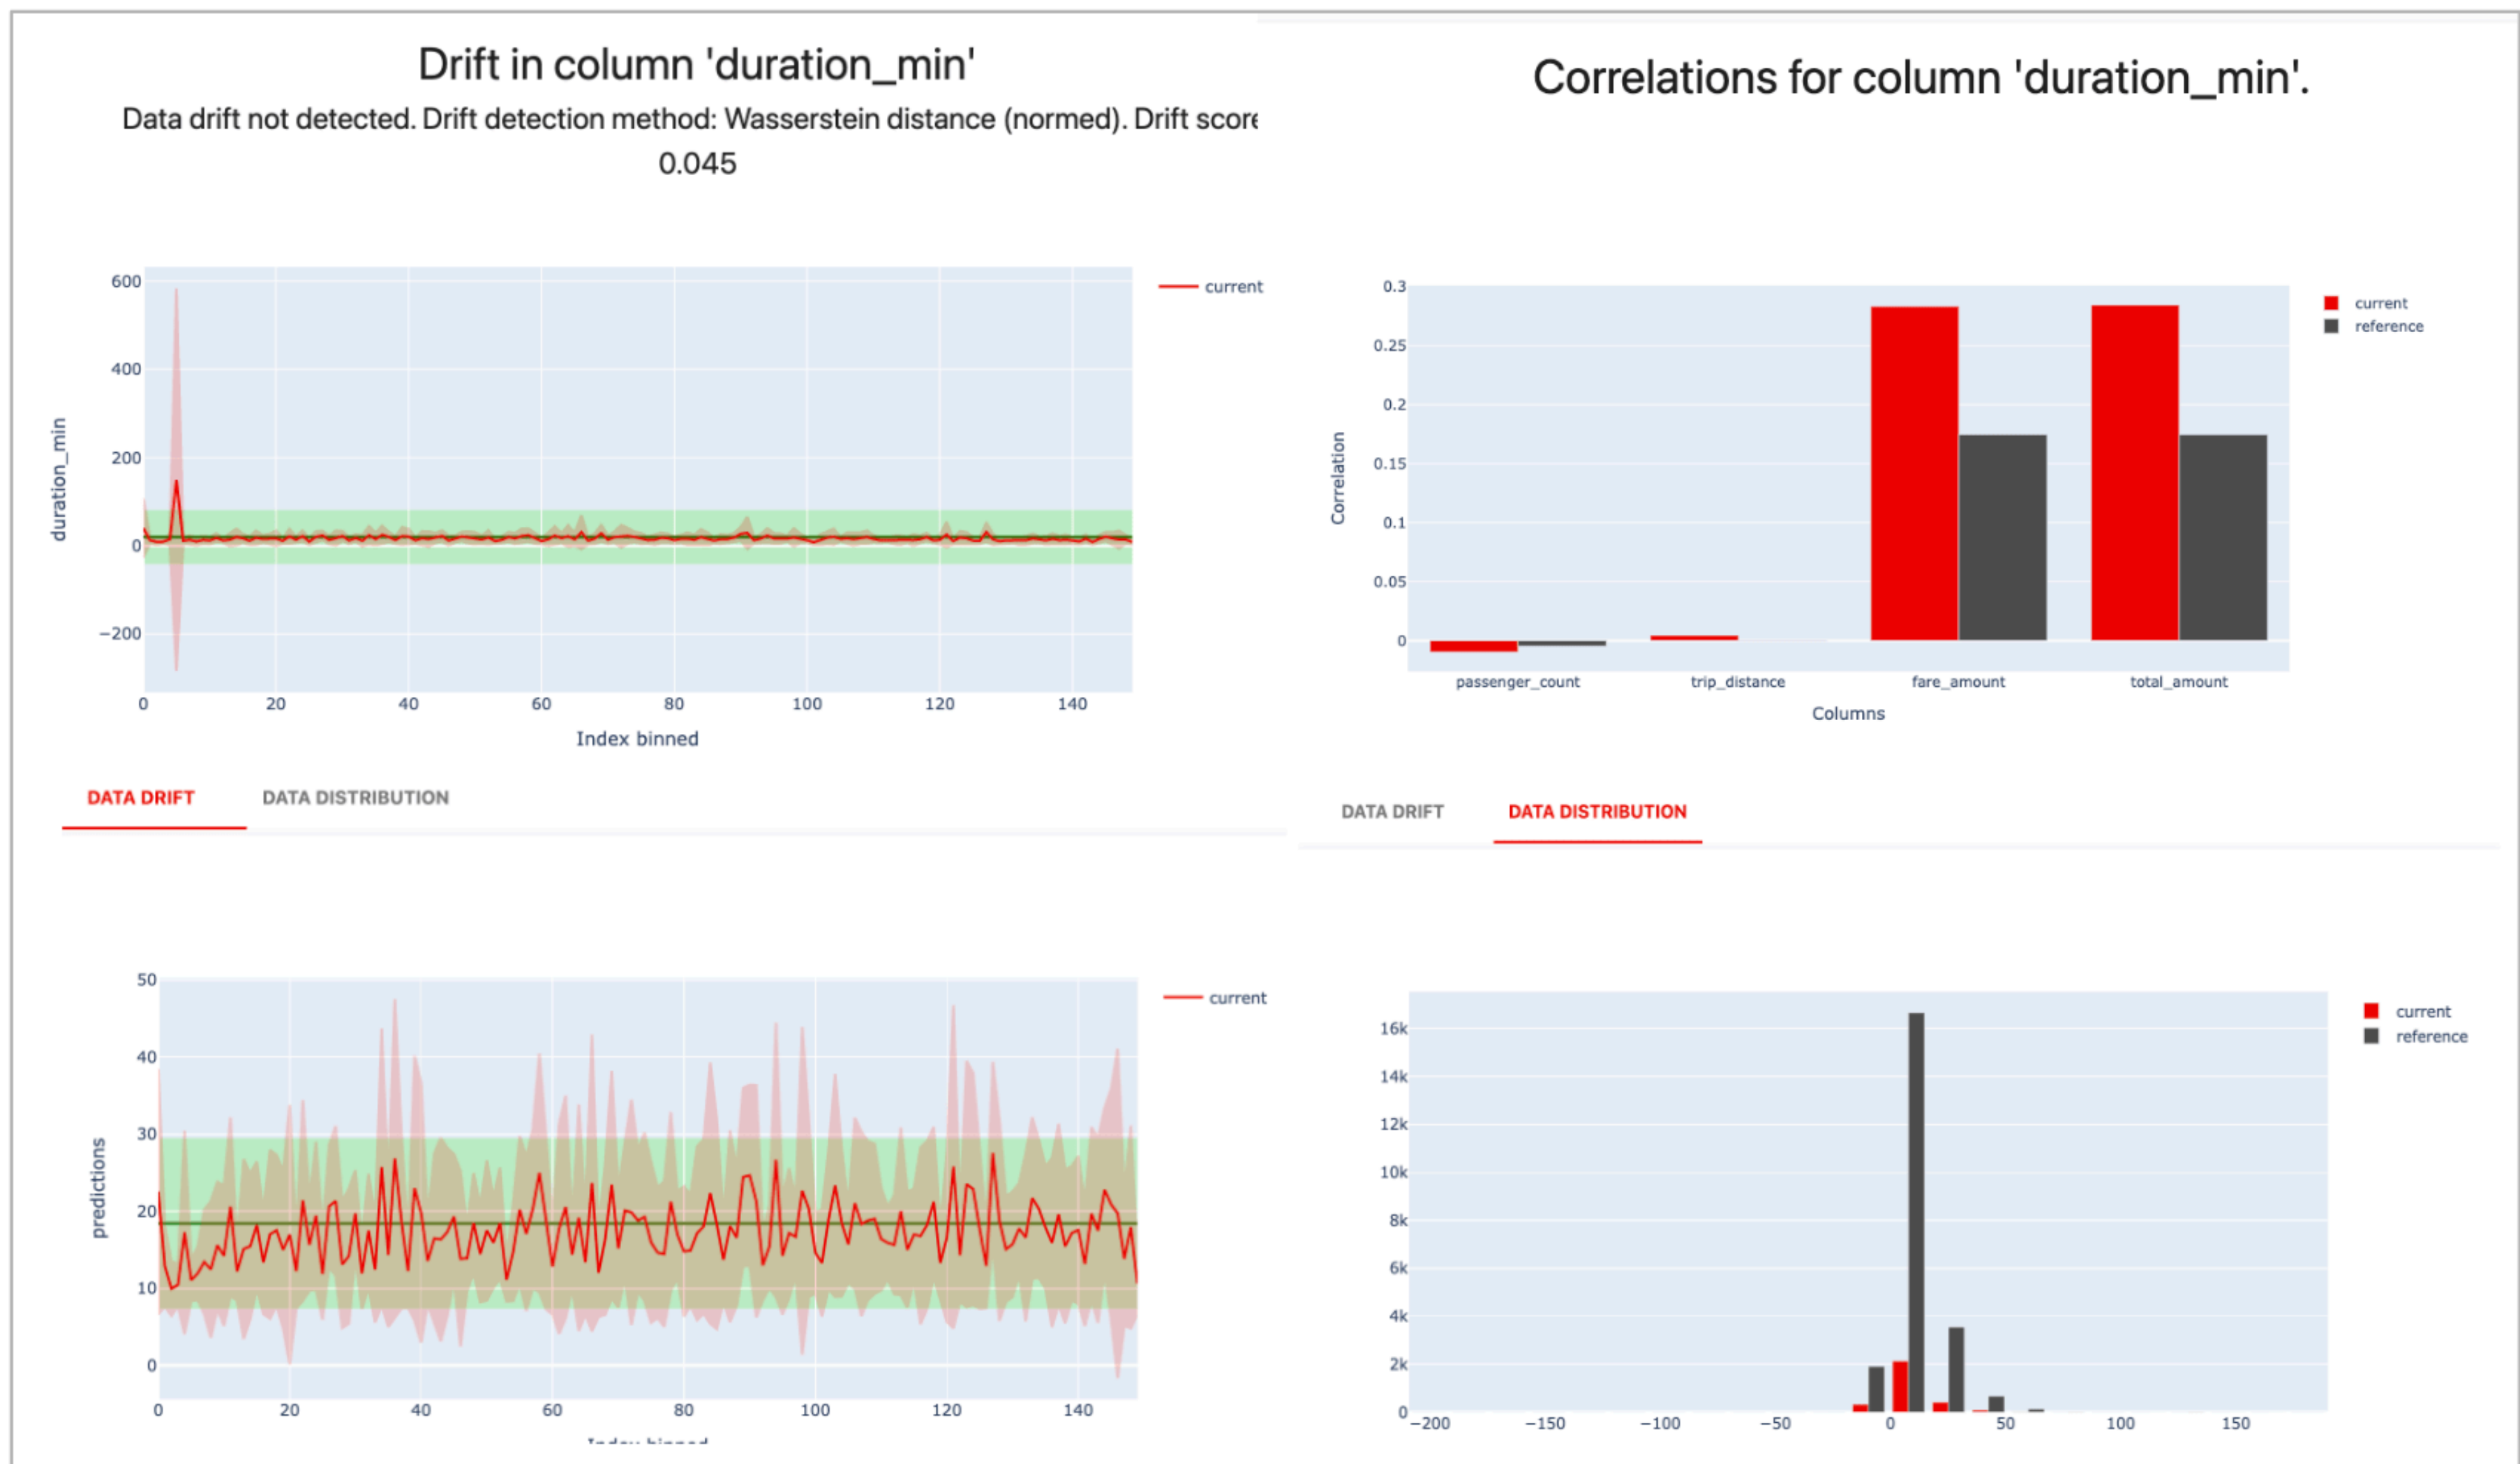 Drift in column 'duration_min'
Data drift not detected. Drift detection method: Wasserstein distance (normed). Drift score
0.045
600
400
200
0
−200
duration_min
0 20 40 60 80 100 120 140
Index binned
current
Correlations for column 'duration_min'.
0.3
0.25
0.2
0.15
0.1
0.05
0
Correlation
passenger_count trip_distance fare_amount total_amount
Columns
current
reference
DATA DRIFT DATA DISTRIBUTION
50
40
30
20
10
0
predictions
0 20 40 60 80 100 120 140
current
DATA DRIFT DATA DISTRIBUTION
16k
14k
12k
10k
8k
6k
4k
2k
0
−200 −150 −100 −50 0 50 100 150
current
reference